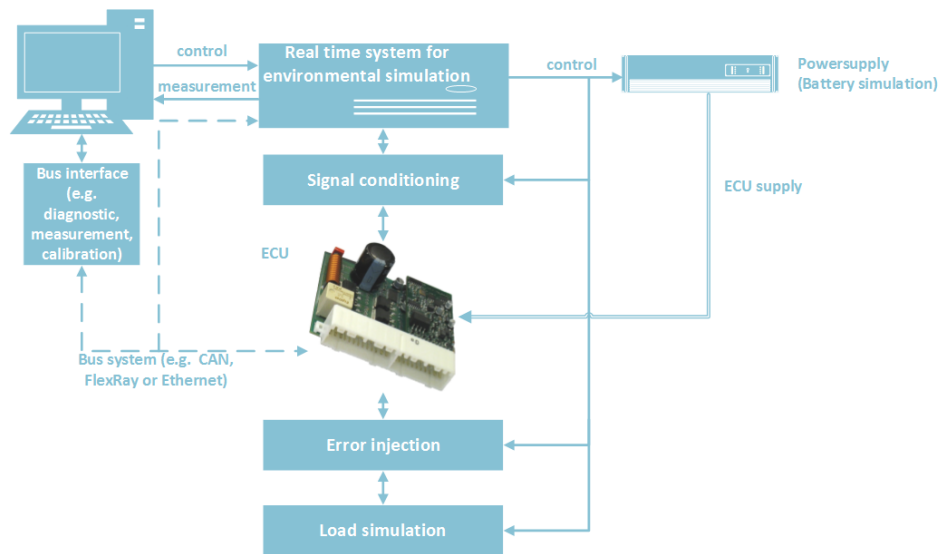 control
measurement
Real time system for
environmental simulation
control
Powersupply
(Battery simulation)
Bus interface
(e.g.
diagnostic,
measurement,
calibration)
Signal conditioning
ECU supply
ECU
Bus system (e.g. CAN,
FlexRay or Ethernet)
Error injection
Load simulation